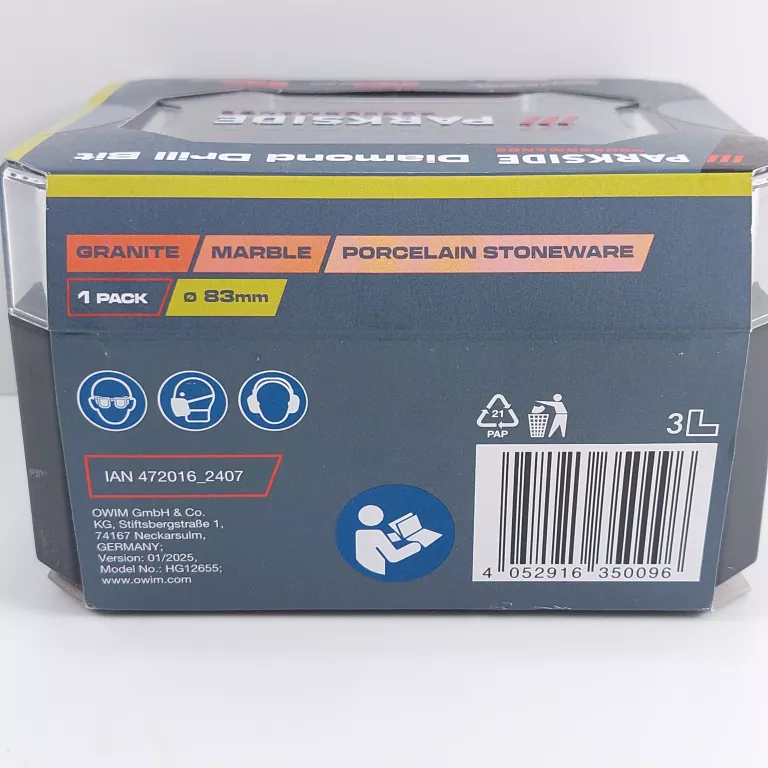 PARKSIDE
PARKSIDE PERFORMANCE Diamond Drill Bit
GRANITE MARBLE PORCELAIN STONEWARE
1 PACK ø 83mm
21
PAP
3L
IAN 472016_2407
OWIM GmbH & Co.
KG, Stiftsbergstraße 1,
74167 Neckarsulm,
GERMANY;
Version: 01/2025,
Model No.: HG12655;
www.owim.com
4 052916 350096